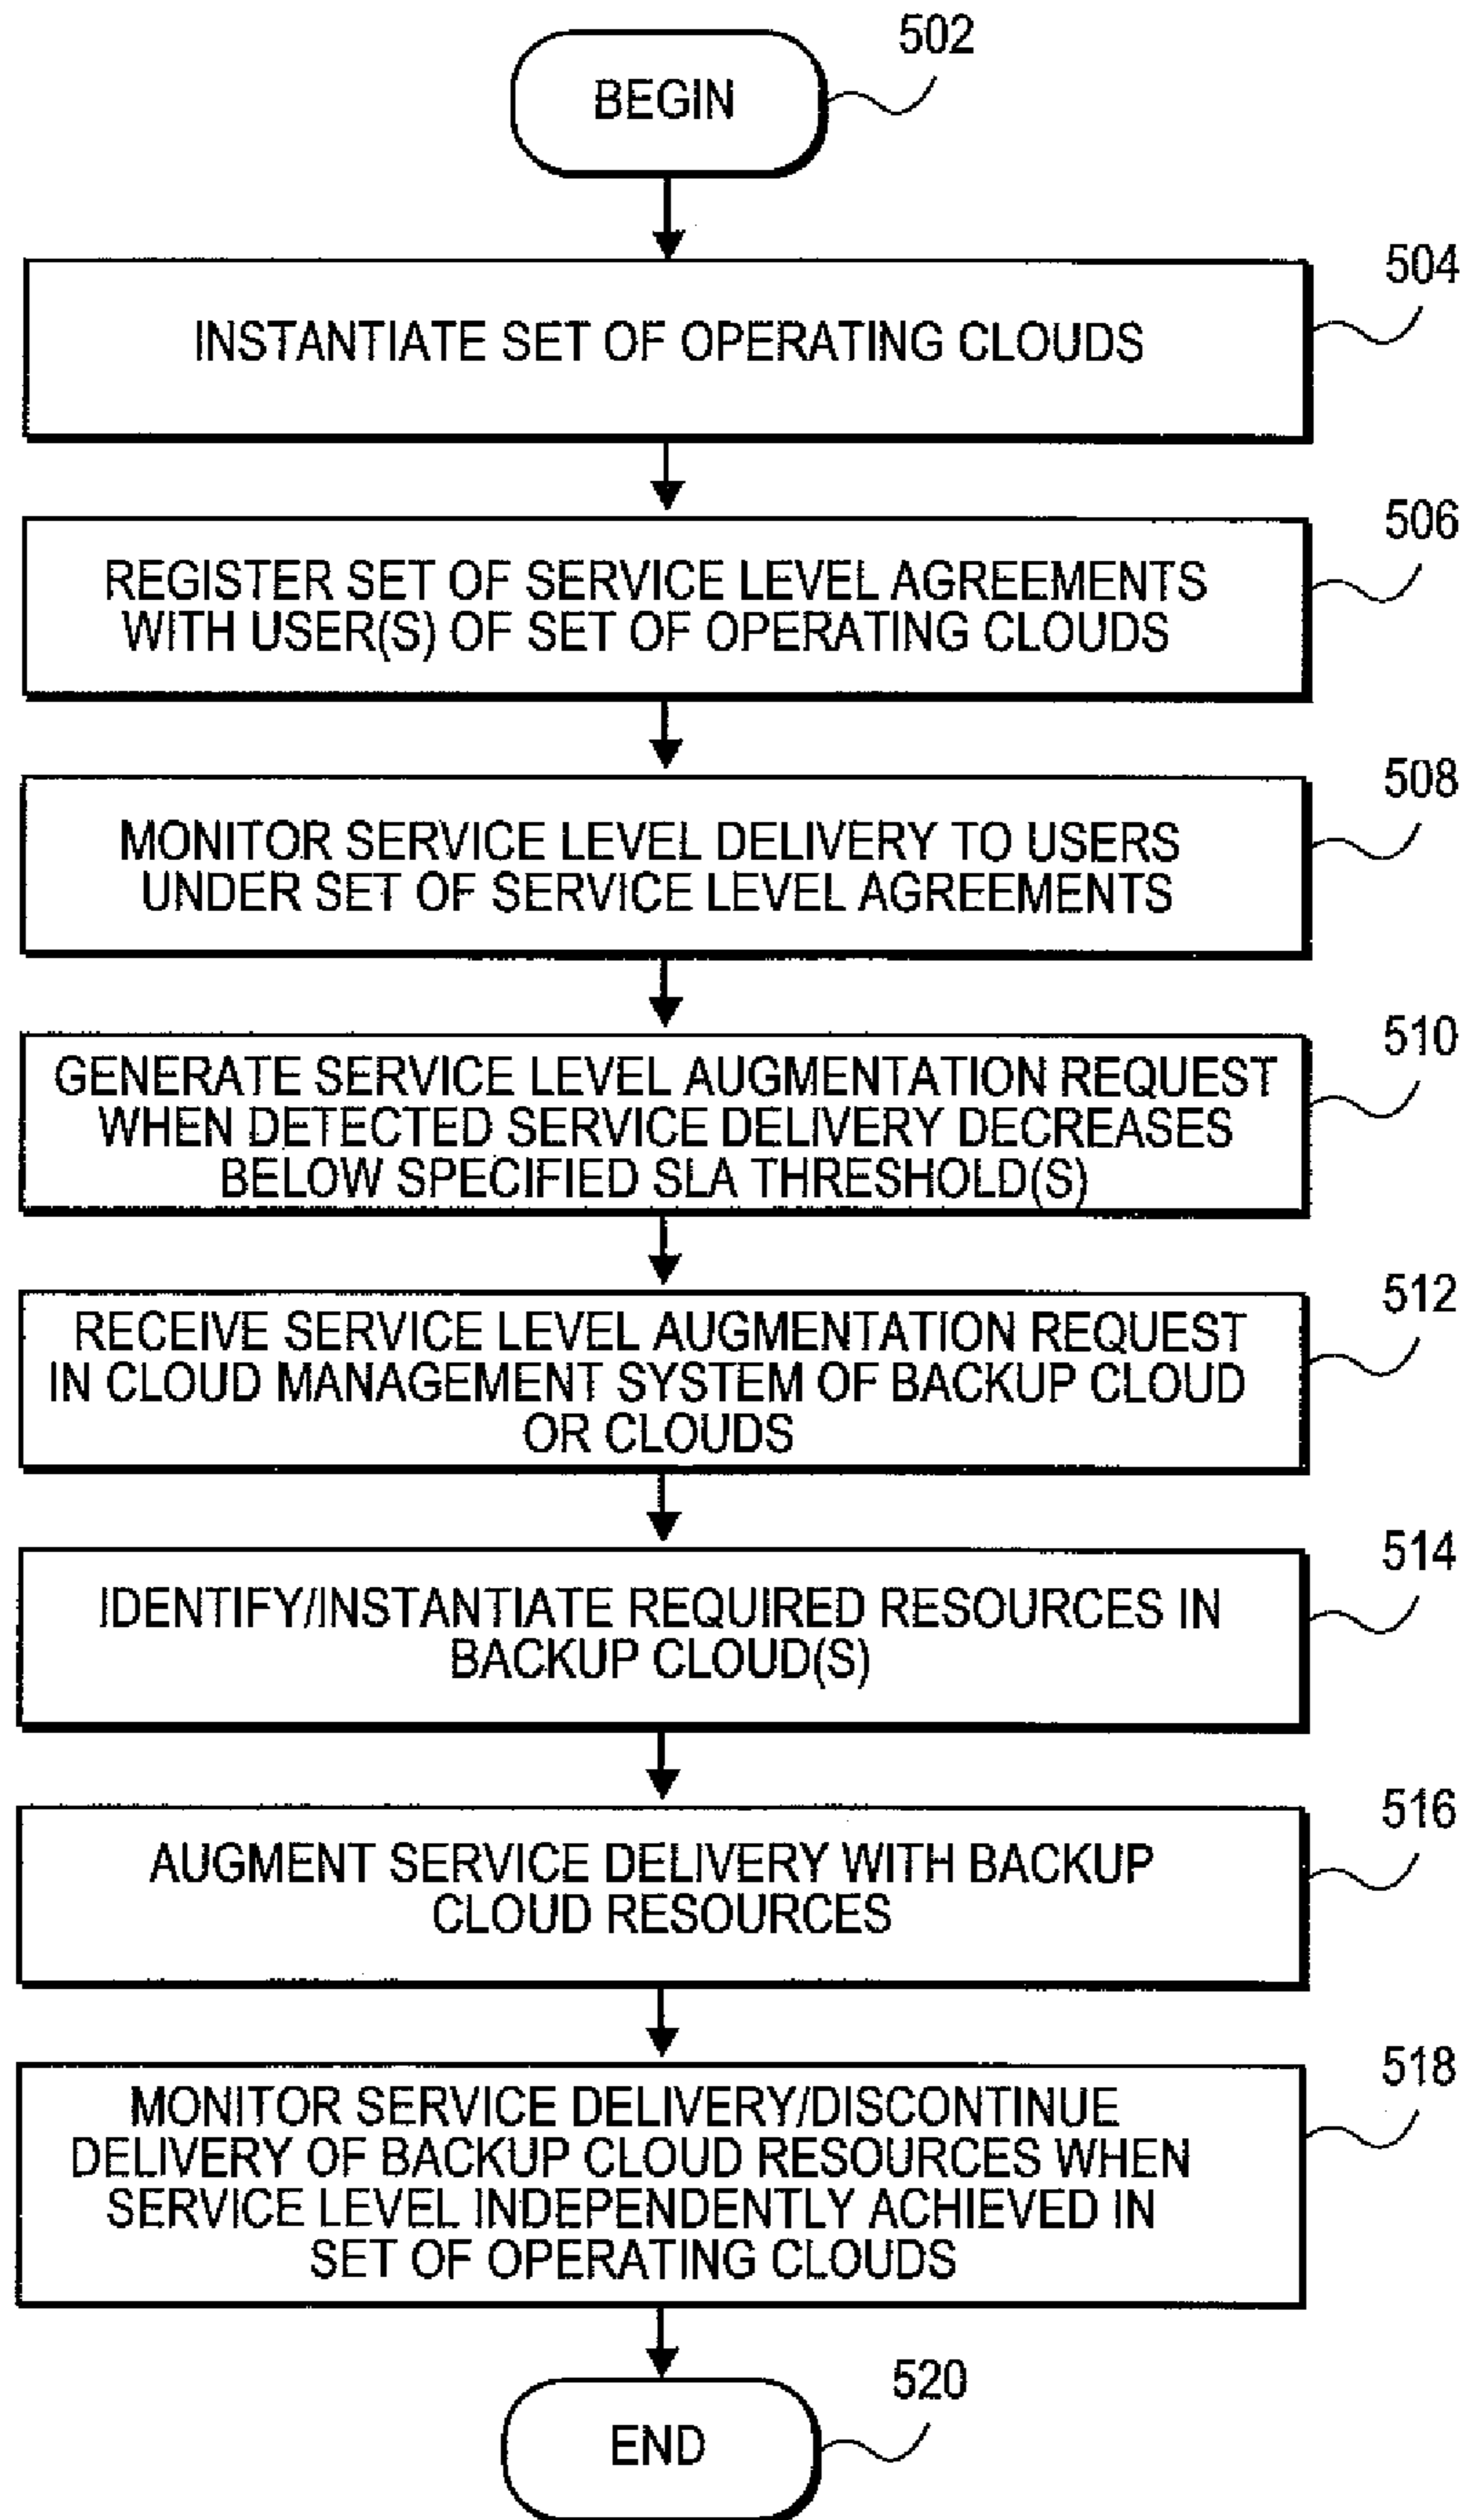 502
BEGIN
504
INSTANTIATE SET OF OPERATING CLOUDS
506
REGISTER SET OF SERVICE LEVEL AGREEMENTS
WITH USER(S) OF SET OF OPERATING CLOUDS
508
MONITOR SERVICE LEVEL DELIVERY TO USERS
UNDER SET OF SERVICE LEVEL AGREEMENTS
510
GENERATE SERVICE LEVEL AUGMENTATION REQUEST
WHEN DETECTED SERVICE DELIVERY DECREASES
BELOW SPECIFIED SLA THRESHOLD(S)
512
RECEIVE SERVICE LEVEL AUGMENTATION REQUEST
IN CLOUD MANAGEMENT SYSTEM OF BACKUP CLOUD
OR CLOUDS
514
IDENTIFY/INSTANTIATE REQUIRED RESOURCES IN
BACKUP CLOUD(S)
516
AUGMENT SERVICE DELIVERY WITH BACKUP
CLOUD RESOURCES
518
MONITOR SERVICE DELIVERY/DISCONTINUE
DELIVERY OF BACKUP CLOUD RESOURCES WHEN
SERVICE LEVEL INDEPENDENTLY ACHIEVED IN
SET OF OPERATING CLOUDS
520
END